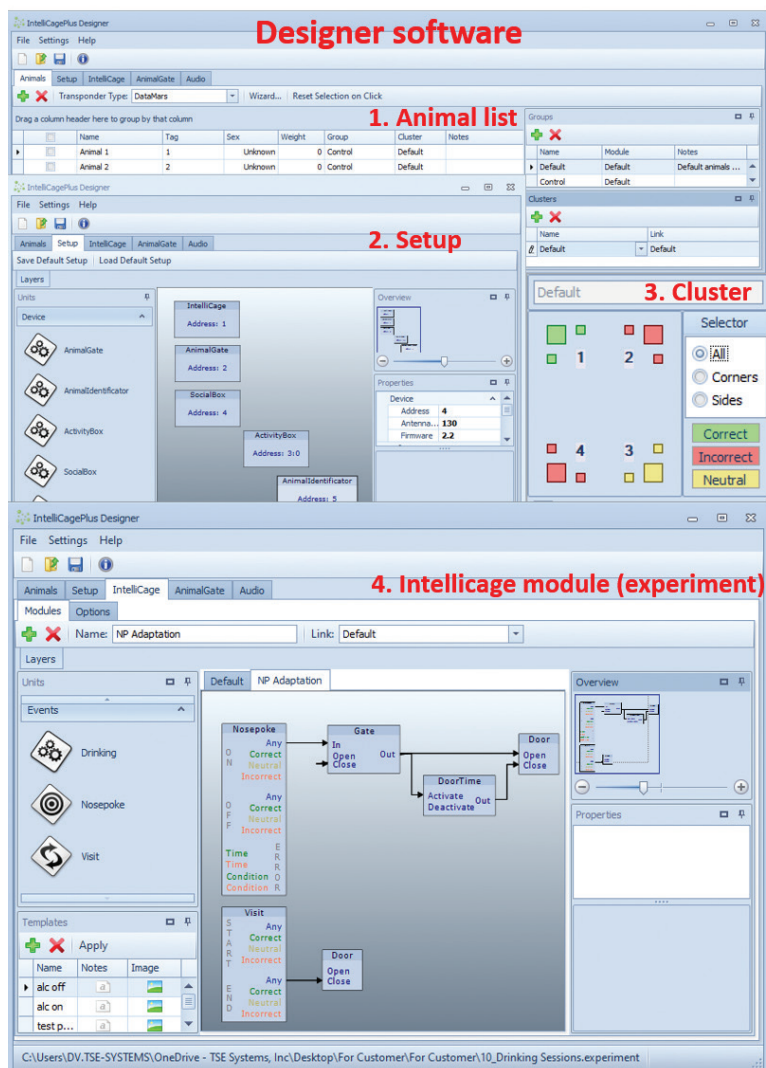 IntelliCagePlus Designer
Designer software
File Settings Help
Animals Setup IntelliCage AnimalGate Audio
Transponder Type: DataMars Wizard... Reset Selection on Click
Drag a column header here to group by that column
1. Animal list
Name Tag Sex Weight Group Cluster Notes
Animal 1 1 Unknown 0 Control Default
Animal 2 2 Unknown 0 Control Default
Groups
Name Module Notes
Default Default Default animals ...
Control Default
Clusters
Name Link
Default Default
IntelliCagePlus Designer
File Settings Help
Animals Setup IntelliCage AnimalGate Audio
2. Setup
Save Default Setup Load Default Setup
Layers
Units
Device
AnimalGate
AnimalIdentificator
ActivityBox
SocialBox
IntelliCage
Address: 1
AnimalGate
Address: 2
SocialBox
Address: 4
ActivityBox
Address: 3:0
AnimalIdentificator
Address: 5
Overview
Properties
Device
Address 4
Antenna... 130
Firmware 2.2
Default
3. Cluster
1 2
4 3
Selector
All
Corners
Sides
Correct
Incorrect
Neutral
IntelliCagePlus Designer
File Settings Help
Animals Setup IntelliCage AnimalGate Audio
4. Intellicage module (experiment)
Modules Options
Name: NP Adaptation Link: Default
Layers
Units
Events
Drinking
Nosepoke
Visit
Templates
Apply
Name Notes Image
alc off a
alc on a
test p... a
Default NP Adaptation
Nosepoke
ON
Any
Correct
Neutral
Incorrect
OFF
Any
Correct
Neutral
Incorrect
ERROR
Time
Time
Condition
Condition
Gate
In
Open
Close
Out
DoorTime
Activate
Deactivate
Out
Door
Open
Close
Visit
START
Any
Correct
Neutral
Incorrect
END
Any
Correct
Neutral
Incorrect
Door
Open
Close
Overview
Properties
C:\Users\DV.TSE-SYSTEMS\OneDrive - TSE Systems, Inc\Desktop\For Customer\For Customer\10_Drinking Sessions.experiment